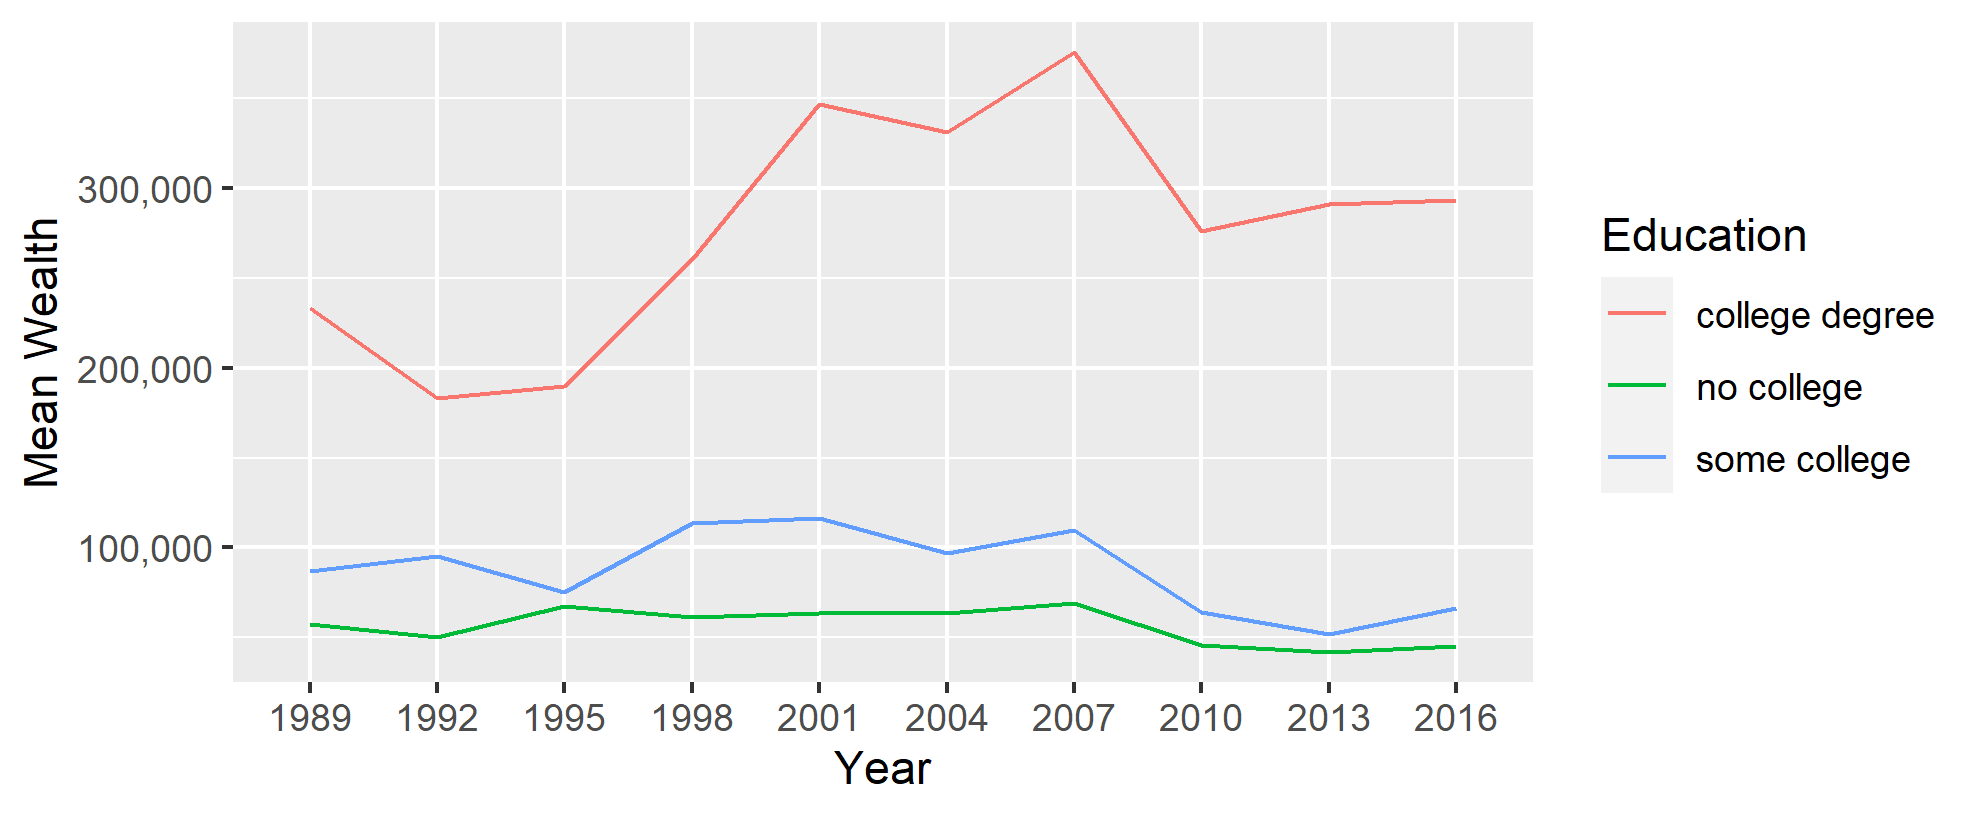 Mean Wealth
300,000
200,000
100,000
1989 1992 1995 1998 2001 2004 2007 2010 2013 2016
Year
Education
college degree
no college
some college